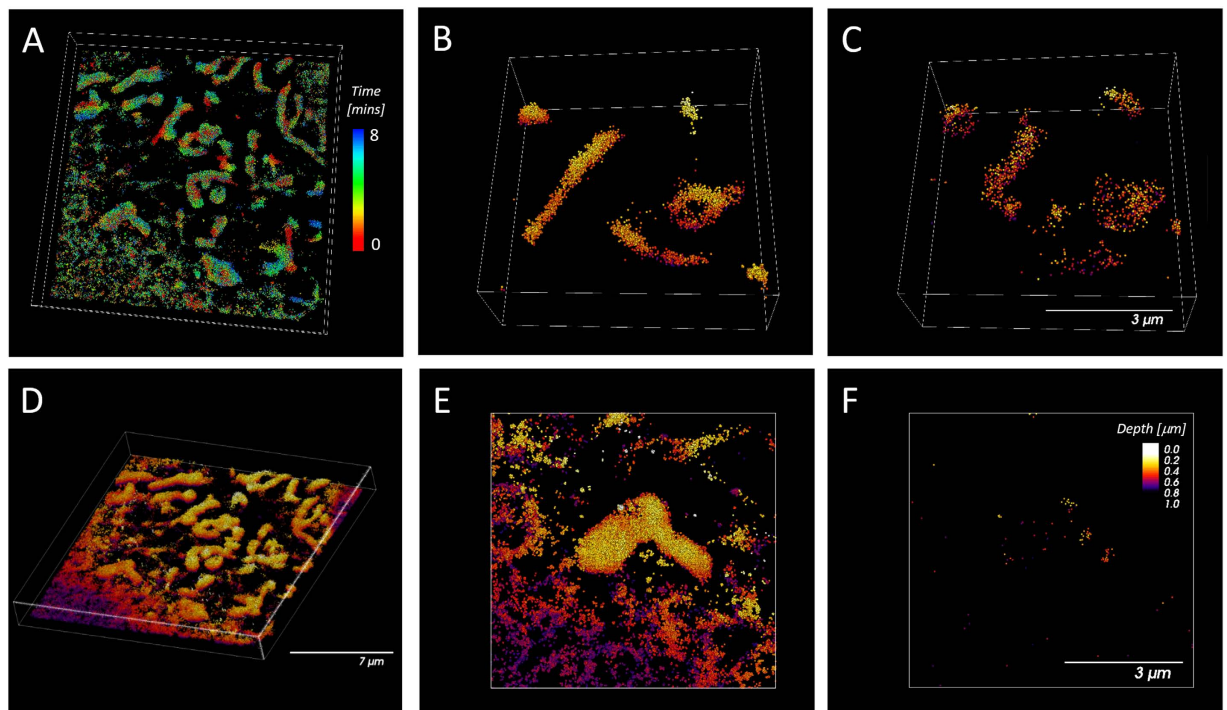 A
Time
[mins]
8
0
B
C
3 μm
D
7 μm
E
F
Depth [μm]
0.0
0.2
0.4
0.6
0.8
1.0
3 μm